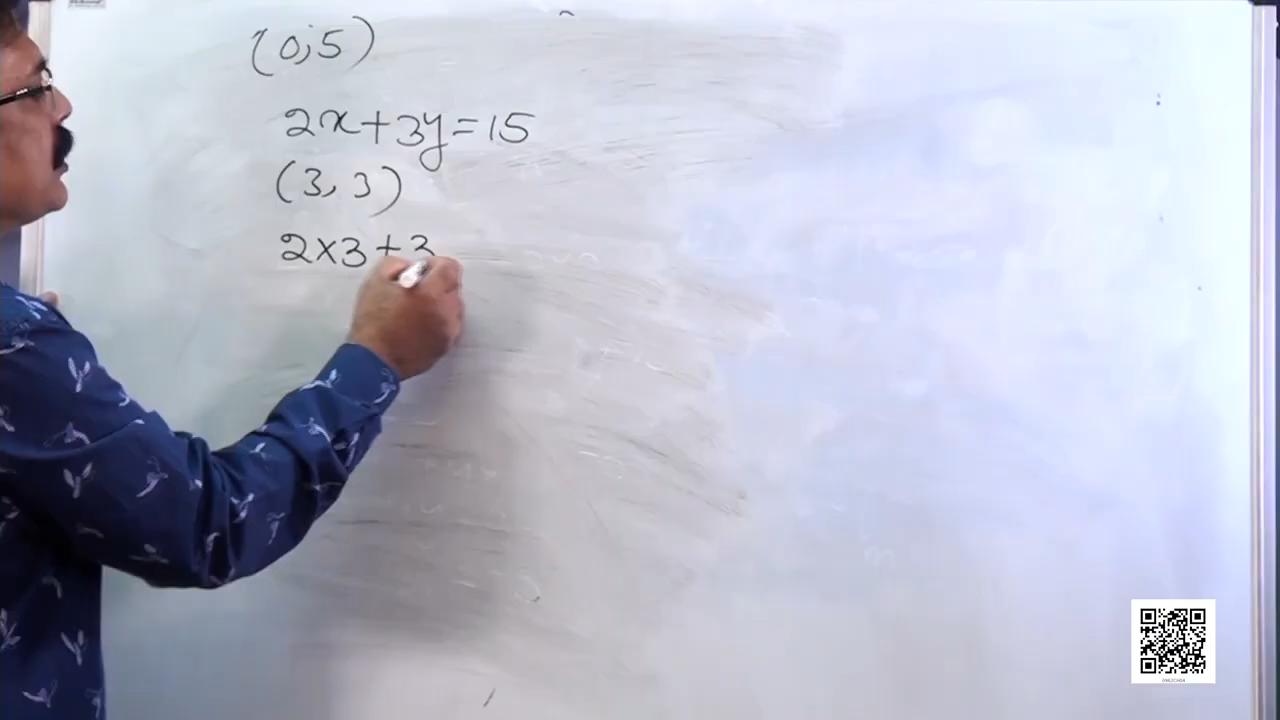 (0,5)
2x+3y=15
(3, 3)
2×3+3